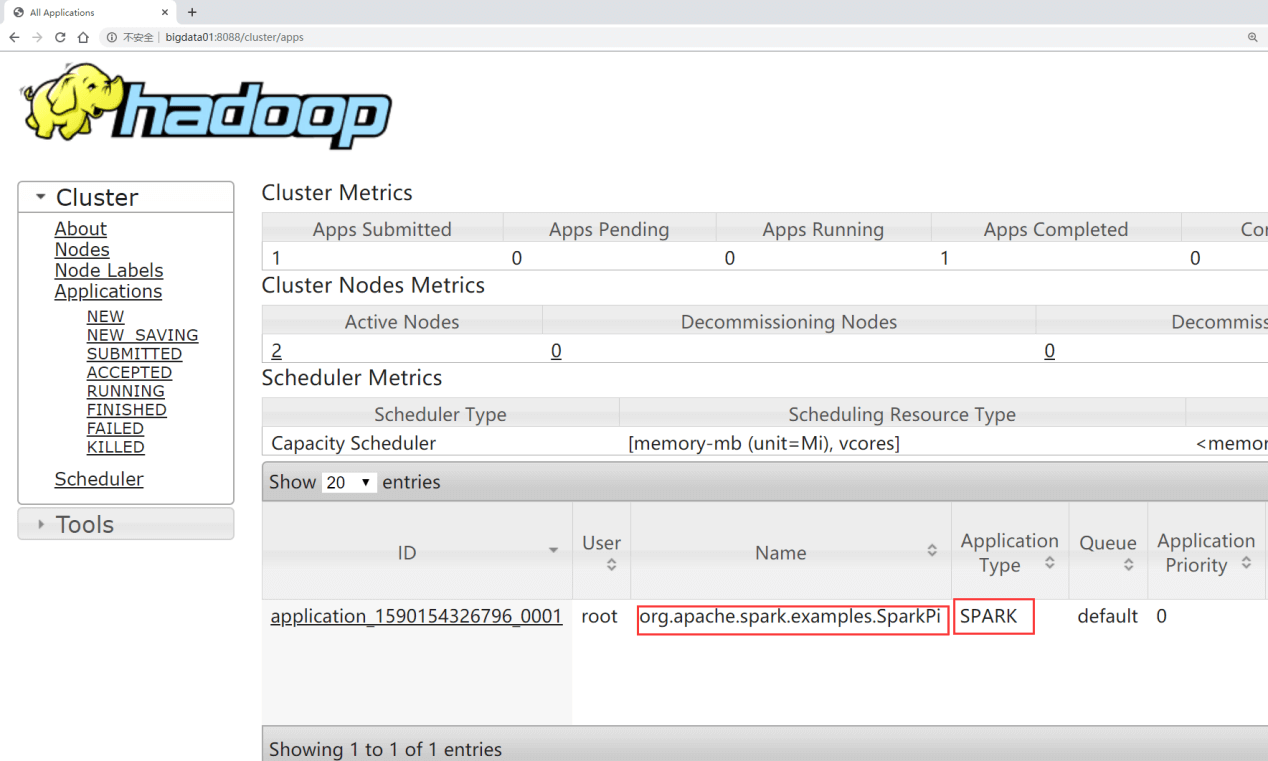 All Applications
不安全 bigdata01:8088/cluster/apps
hadoop
Cluster
About
Nodes
Node Labels
Applications
NEW
NEW_SAVING
SUBMITTED
ACCEPTED
RUNNING
FINISHED
FAILED
KILLED
Scheduler
Tools
Cluster Metrics
Apps Submitted Apps Pending Apps Running Apps Completed Co
1 0 0 1 0
Cluster Nodes Metrics
Active Nodes Decommissioning Nodes Decommiss
2 0 0
Scheduler Metrics
Scheduler Type Scheduling Resource Type
Capacity Scheduler [memory-mb (unit=Mi), vcores] <memor
Show 20 entries
ID User Name Application Type Queue Application Priority
application_1590154326796_0001 root org.apache.spark.examples.SparkPi SPARK default 0
Showing 1 to 1 of 1 entries